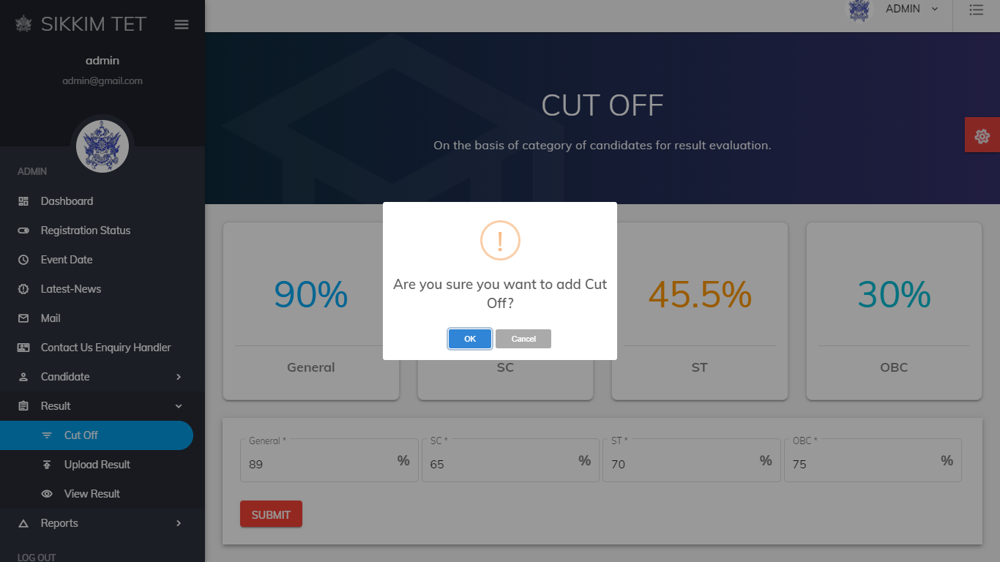 SIKKIM TET
admin
admin@gmail.com
ADMIN
Dashboard
Registration Status
Event Date
Latest-News
Mail
Contact Us Enquiry Handler
Candidate
Result
Cut Off
Upload Result
View Result
Reports
LOG OUT
ADMIN
CUT OFF
On the basis of category of candidates for result evaluation.
90%
General
SC
45.5%
ST
30%
OBC
!
Are you sure you want to add Cut
Off?
OK Cancel
General * SC * ST * OBC *
89 % 65 % 70 % 75 %
SUBMIT